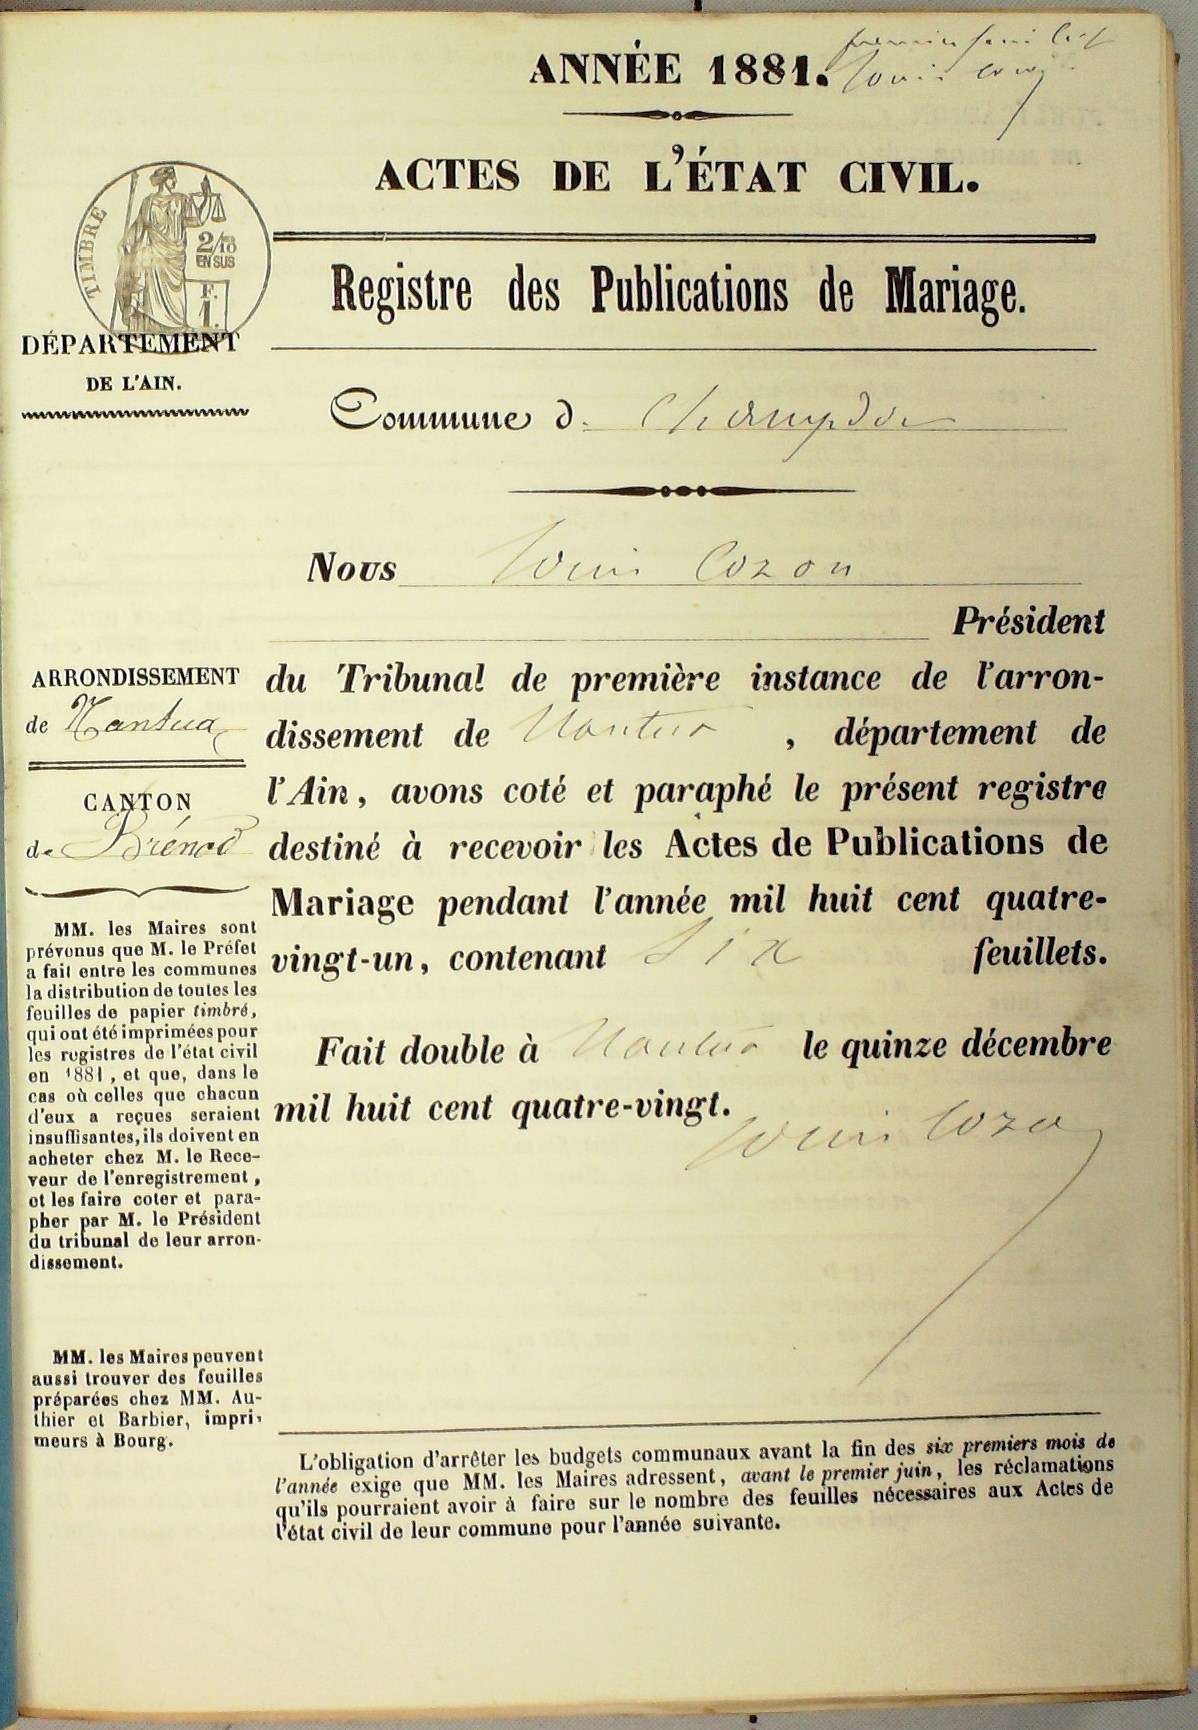 premier feuillet
Louis Cozon
ANNÉE 1881.
ACTES DE L'ÉTAT CIVIL.
TIMBRE
2/10
EN SUS
F.
1.
Registre des Publications de Mariage.
DÉPARTEMENT
DE L'AIN.
Commune d. Champdor
Nous Louis Cozon
Président
du Tribunal de première instance de l'arron-
dissement de Nantua, département de
l'Ain, avons coté et paraphé le présent registre
destiné à recevoir les Actes de Publications de
Mariage pendant l'année mil huit cent quatre-
vingt-un, contenant six feuillets.
Fait double à Nantua le quinze décembre
mil huit cent quatre-vingt.
Louis Cozon
ARRONDISSEMENT
de Nantua
CANTON
de Brénod
MM. les Maires sont
prévenus que M. le Préfet
a fait entre les communes
la distribution de toutes les
feuilles de papier timbré,
qui ont été imprimées pour
les registres de l'état civil
en 1881, et que, dans le
cas où celles que chacun
d'eux a reçues seraient
insuffisantes, ils doivent en
acheter chez M. le Rece-
veur de l'enregistrement,
et les faire coter et para-
pher par M. le Président
du tribunal de leur arron-
dissement.
MM. les Maires peuvent
aussi trouver des feuilles
préparées chez MM. Au-
thier et Barbier, impri-
meurs à Bourg.
L'obligation d'arrêter les budgets communaux avant la fin des six premiers mois de
l'année exige que MM. les Maires adressent, avant le premier juin, les réclamations
qu'ils pourraient avoir à faire sur le nombre des feuilles nécessaires aux Actes de
l'état civil de leur commune pour l'année suivante.